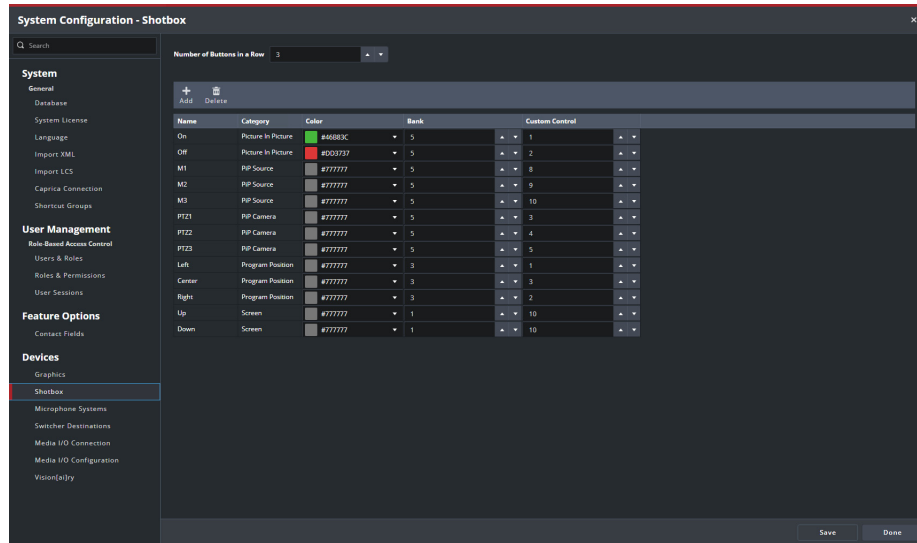 System Configuration - Shotbox
×
Search
Number of Buttons in a Row 3
System
General
Database
System License
Language
Import XML
Import LCS
Caprica Connection
Shortcut Groups
User Management
Role-Based Access Control
Users & Roles
Roles & Permissions
User Sessions
Feature Options
Contact Fields
Devices
Graphics
Shotbox
Microphone Systems
Switcher Destinations
Media I/O Connection
Media I/O Configuration
Vision[ai]ry
Add Delete
Name Category Color Bank Custom Control
On Picture In Picture #46B83C 5 1
Off Picture In Picture #DD3737 5 2
M1 PiP Source #777777 5 8
M2 PiP Source #777777 5 9
M3 PiP Source #777777 5 10
PTZ1 PiP Camera #777777 5 3
PTZ2 PiP Camera #777777 5 4
PTZ3 PiP Camera #777777 5 5
Left Program Position #777777 3 1
Center Program Position #777777 3 3
Right Program Position #777777 3 2
Up Screen #777777 1 10
Down Screen #777777 1 10
Save Done